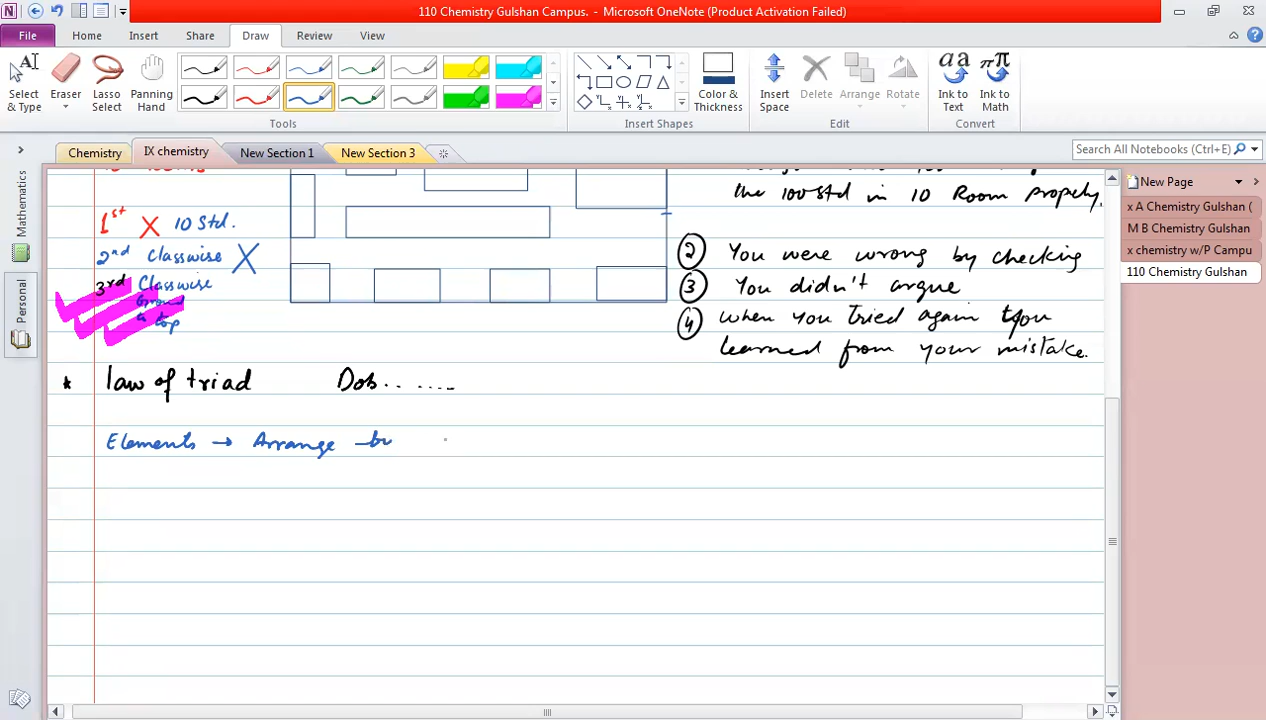 110 Chemistry Gulshan Campus. - Microsoft OneNote (Product Activation Failed)
File Home Insert Share Draw Review View
Select & Type
Eraser
Lasso Select
Panning Hand
Color & Thickness
Insert Space
Delete
Arrange
Rotate
Ink to Text
Ink to Math
Tools
Insert Shapes
Edit
Convert
Chemistry
IX chemistry
New Section 1
New Section 3
Search All Notebooks (Ctrl+E)
Mathematics
Personal
New Page
x A Chemistry Gulshan (
M B Chemistry Gulshan
x chemistry w/P Campu
110 Chemistry Gulshan
the 100 Std in 10 Room properly.
1st X 10 Std.
2nd Classwise X
3rd Classwise
Ground
to top
② You were wrong by checking
③ You didn't argue
④ when you tried again you
learned from your mistake.
* law of triad Dob.. ....
Elements → Arrange